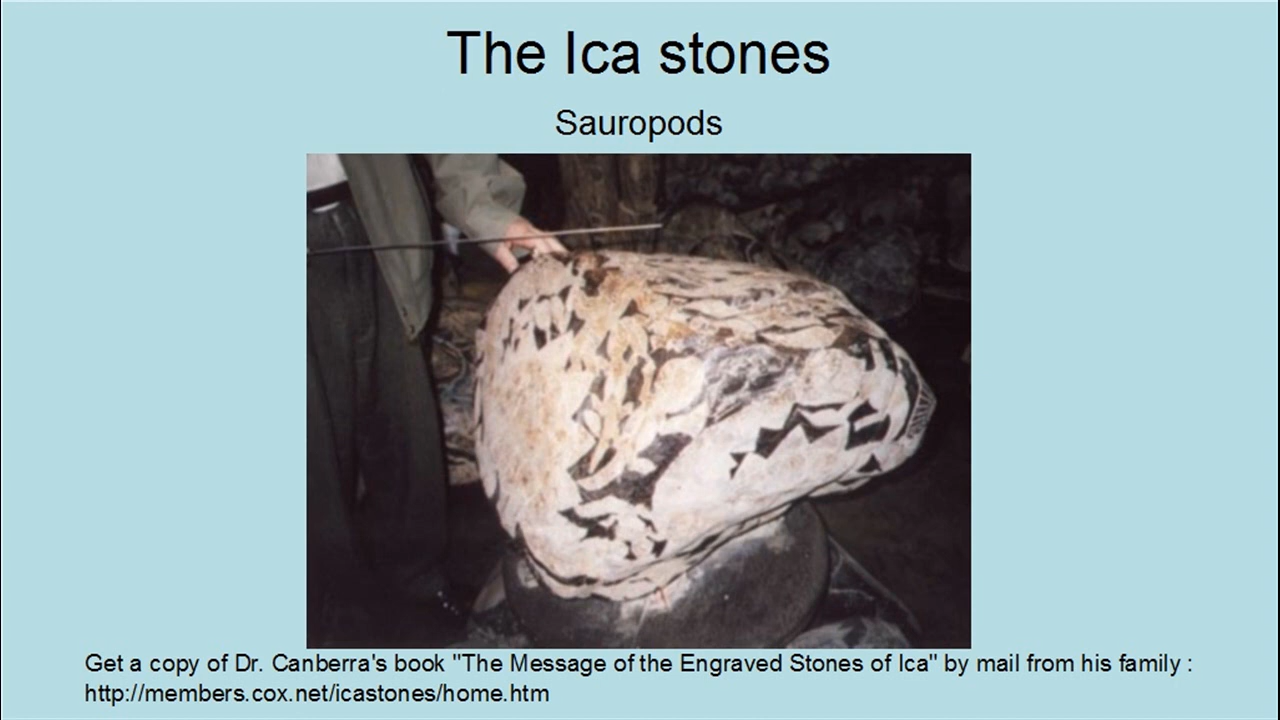 The Ica stones
Sauropods
Get a copy of Dr. Canberra's book "The Message of the Engraved Stones of Ica" by mail from his family :
http://members.cox.net/icastones/home.htm